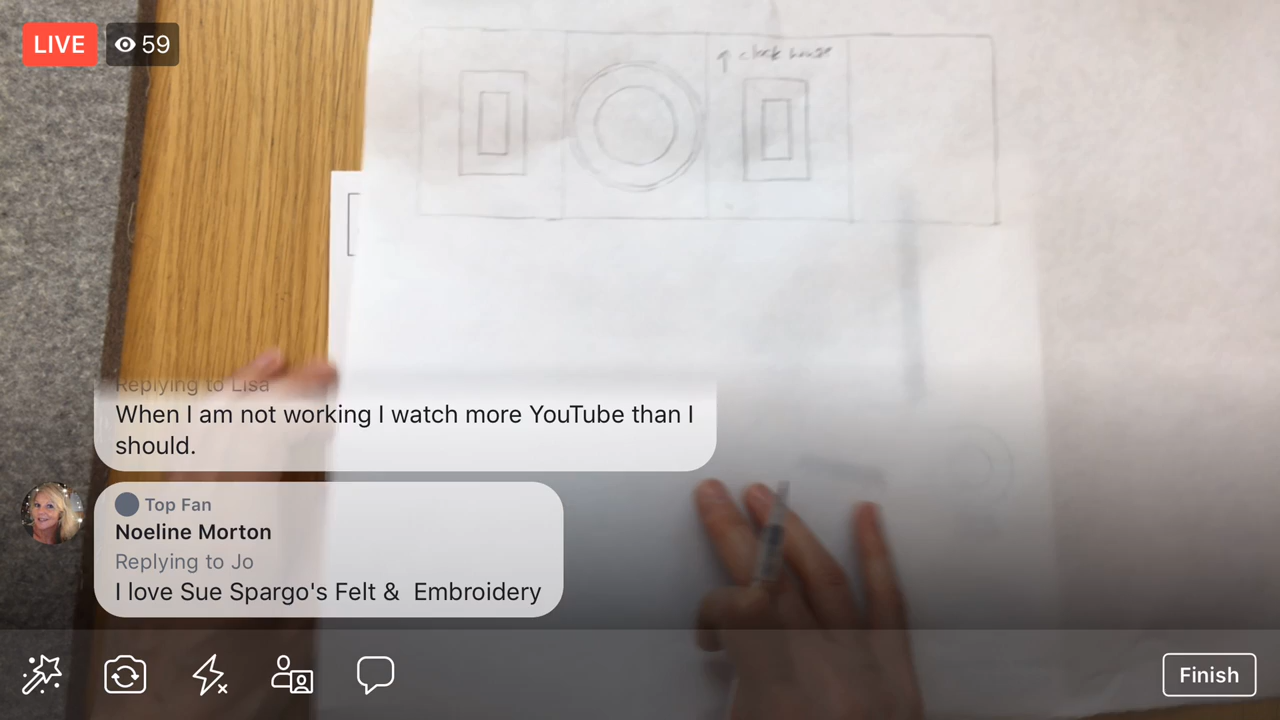 LIVE
59
↑ clock house
Replying to Lisa
When I am not working I watch more YouTube than I
should.
Top Fan
Noeline Morton
Replying to Jo
I love Sue Spargo's Felt & Embroidery
Finish